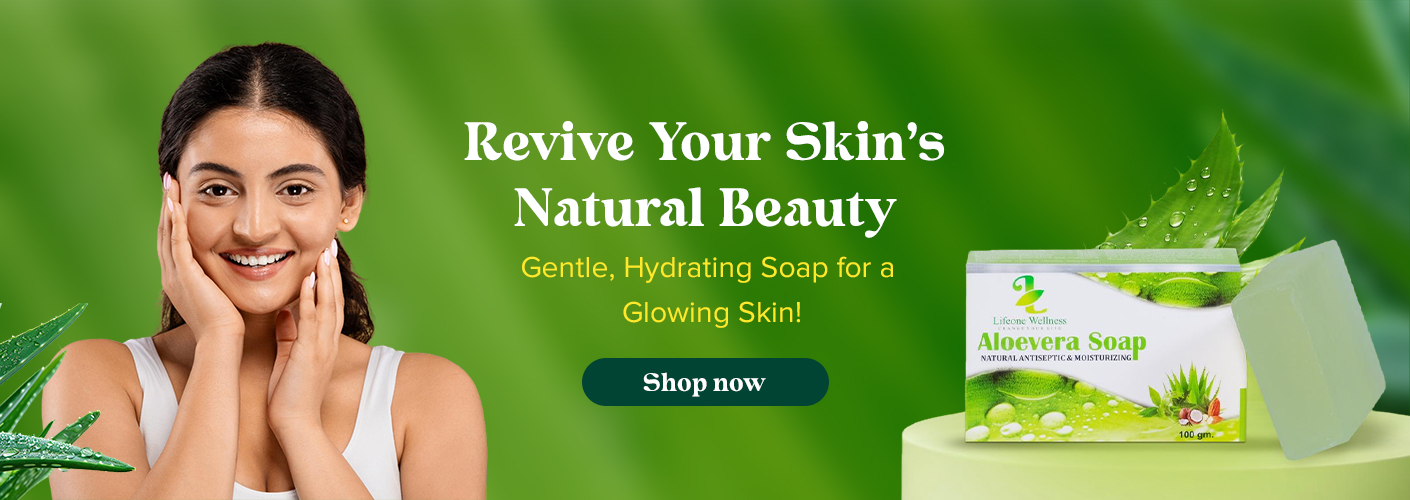 Revive Your Skin's
Natural Beauty
Gentle, Hydrating Soap for a
Glowing Skin!
Shop now
Lifeone Wellness
Aloevera Soap
NATURAL ANTISEPTIC & MOISTURIZING
100 gm.